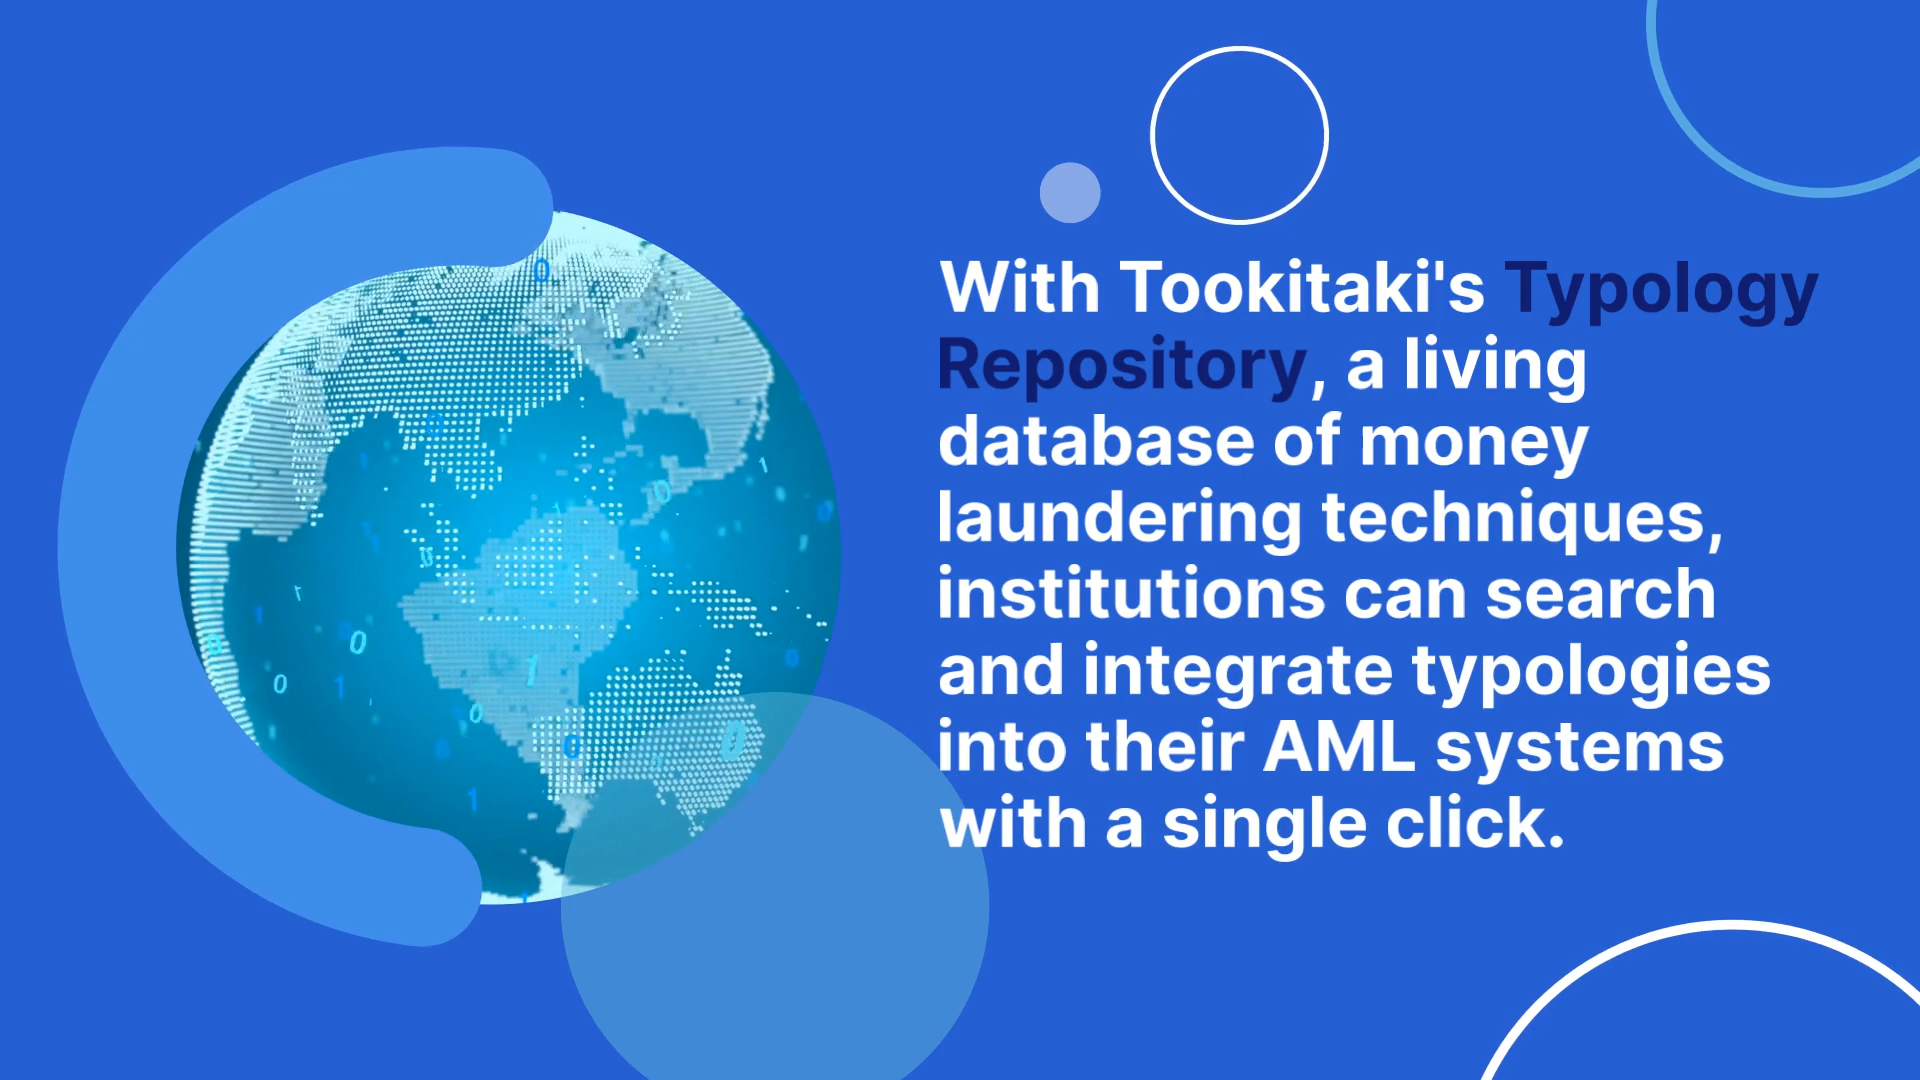 With Tookitaki's Typology
Repository, a living
database of money
laundering techniques,
institutions can search
and integrate typologies
into their AML systems
with a single click.